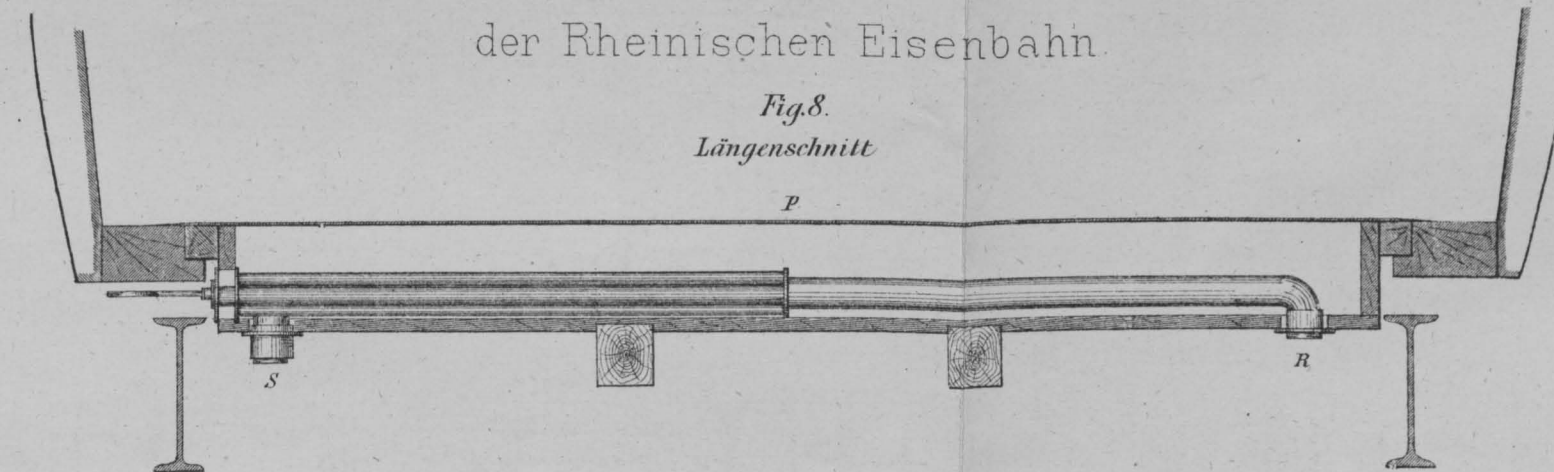 der Rheinischen Eisenbahn.
Fig. 8.
Längenschnitt
P
S
R